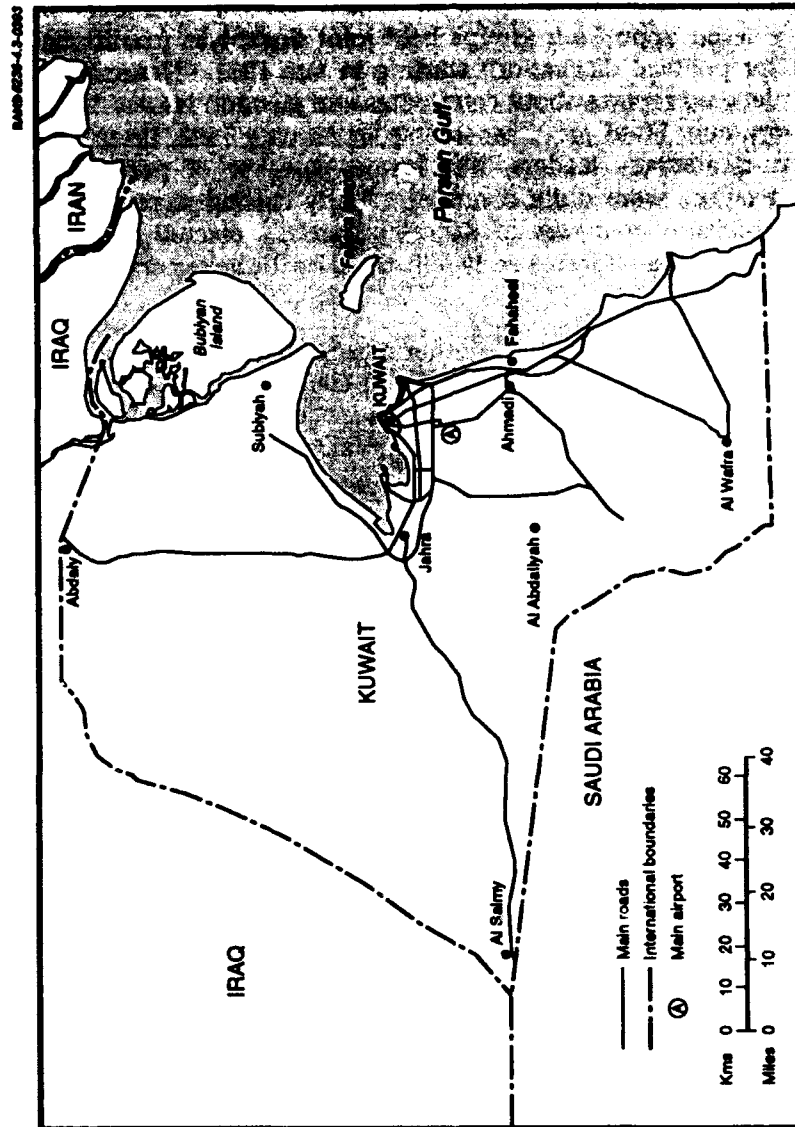 IRAN
IRAQ
Abdaly
Bubiyan
Island
Subiyah
IRAQ
Persian Gulf
KUWAIT
KUWAIT
Jahra
Ahmadi
Fahaheel
Al Salmy
Al Abdaliyah
SAUDI ARABIA
Al Wafra
Main roads
International boundaries
A Main airport
Kms 0 10 20 30 40 50 60
Miles 0 10 20 30 40